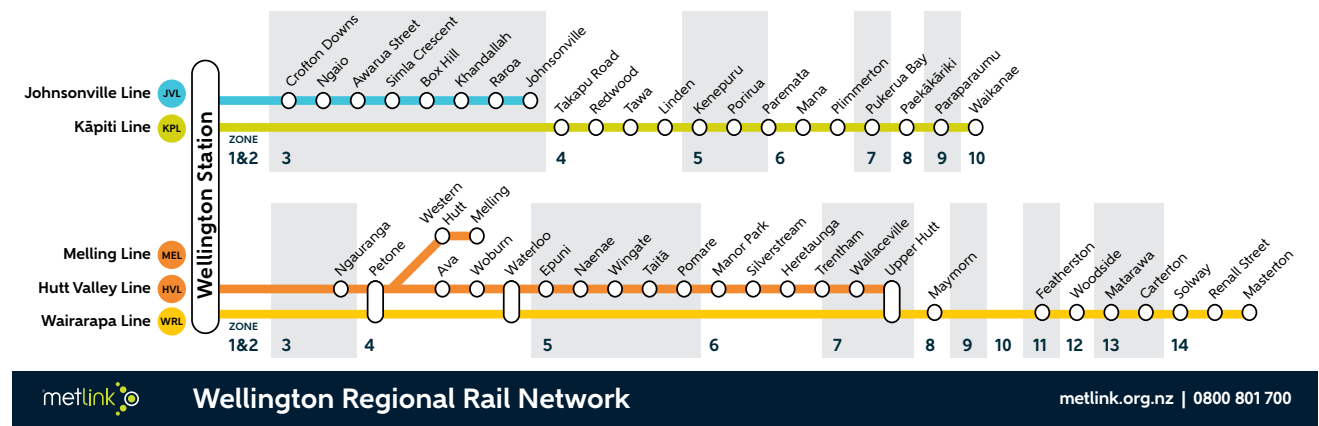 Johnsonville Line JVL
Kāpiti Line KPL
Wellington Station
Crofton Downs
Ngaio
Awarua Street
Simla Crescent
Box Hill
Khandallah
Raroa
Johnsonville
Takapu Road
Redwood
Tawa
Linden
Kenepuru
Porirua
Paremata
Mana
Plimmerton
Pukerua Bay
Paekākāriki
Paraparaumu
Waikanae
ZONE
1&2 3 4 5 6 7 8 9 10
Melling Line MEL
Hutt Valley Line HVL
Wairarapa Line WRL
Ngauranga
Petone
Western
Hutt
Melling
Ava
Woburn
Waterloo
Epuni
Naenae
Wingate
Taitā
Pomare
Manor Park
Silverstream
Heretaunga
Trentham
Wallaceville
Upper Hutt
Maymorn
Featherston
Woodside
Matarawa
Carterton
Solway
Renall Street
Masterton
ZONE
1&2 3 4 5 6 7 8 9 10 11 12 13 14
metlink
Wellington Regional Rail Network
metlink.org.nz | 0800 801 700